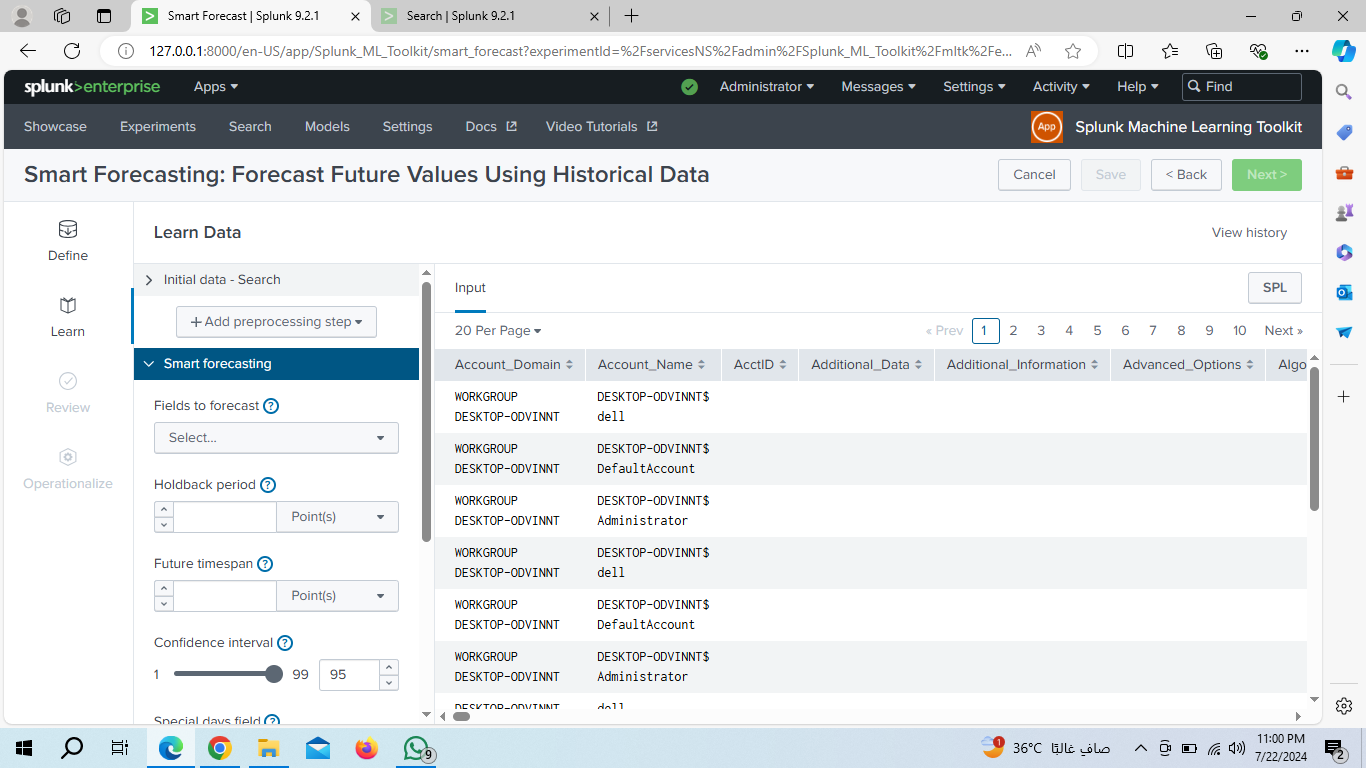 Smart Forecast | Splunk 9.2.1
Search | Splunk 9.2.1
127.0.0.1:8000/en-US/app/Splunk_ML_Toolkit/smart_forecast?experimentId=%2FservicesNS%2Fadmin%2FSplunk_ML_Toolkit%2Fmltk%2Fe...
splunk>enterprise Apps Administrator Messages Settings Activity Help Find
Showcase Experiments Search Models Settings Docs Video Tutorials App Splunk Machine Learning Toolkit
Smart Forecasting: Forecast Future Values Using Historical Data Cancel Save < Back Next >
Define
Learn
Review
Operationalize
Learn Data View history
Initial data - Search
+ Add preprocessing step
Smart forecasting
Fields to forecast ?
Select...
Holdback period ?
Point(s)
Future timespan ?
Point(s)
Confidence interval ?
1 99 95
Special days field ?
Input SPL
20 Per Page « Prev 1 2 3 4 5 6 7 8 9 10 Next »
Account_Domain Account_Name AcctID Additional_Data Additional_Information Advanced_Options Algo
WORKGROUP DESKTOP-ODVINNT$
DESKTOP-ODVINNT dell
WORKGROUP DESKTOP-ODVINNT$
DESKTOP-ODVINNT DefaultAccount
WORKGROUP DESKTOP-ODVINNT$
DESKTOP-ODVINNT Administrator
WORKGROUP DESKTOP-ODVINNT$
DESKTOP-ODVINNT dell
WORKGROUP DESKTOP-ODVINNT$
DESKTOP-ODVINNT DefaultAccount
WORKGROUP DESKTOP-ODVINNT$
DESKTOP-ODVINNT Administrator
DESKTOP-ODVINNT dell
9
1
36°C صافٍ غالبًا
11:00 PM
7/22/2024
2